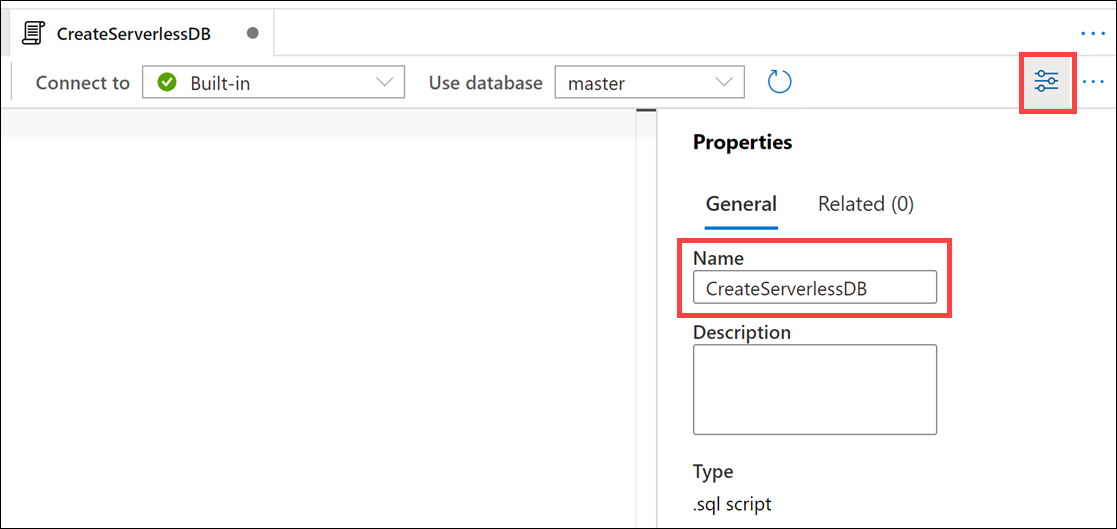 CreateServerlessDB
Connect to Built-in Use database master
Properties
General Related (0)
Name
CreateServerlessDB
Description
Type
.sql script